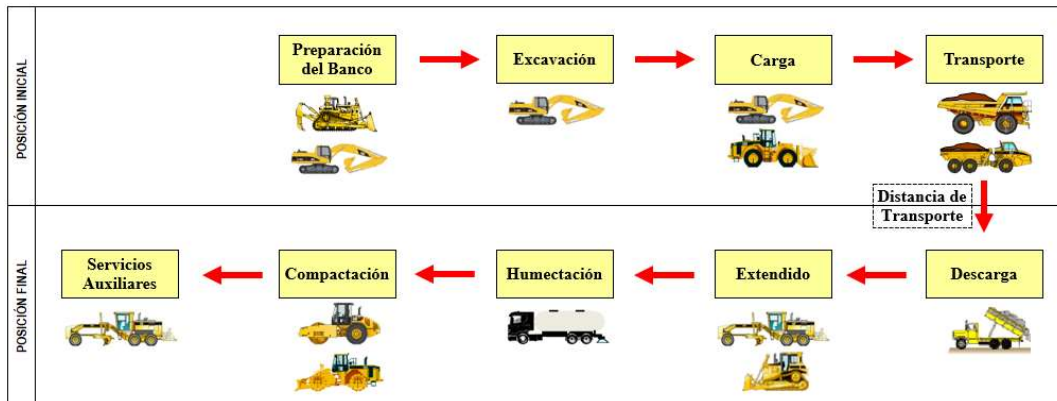 POSICIÓN INICIAL
Preparación
del Banco
Excavación
Carga
Transporte
Distancia de
Transporte
POSICIÓN FINAL
Servicios
Auxiliares
Compactación
Humectación
Extendido
Descarga